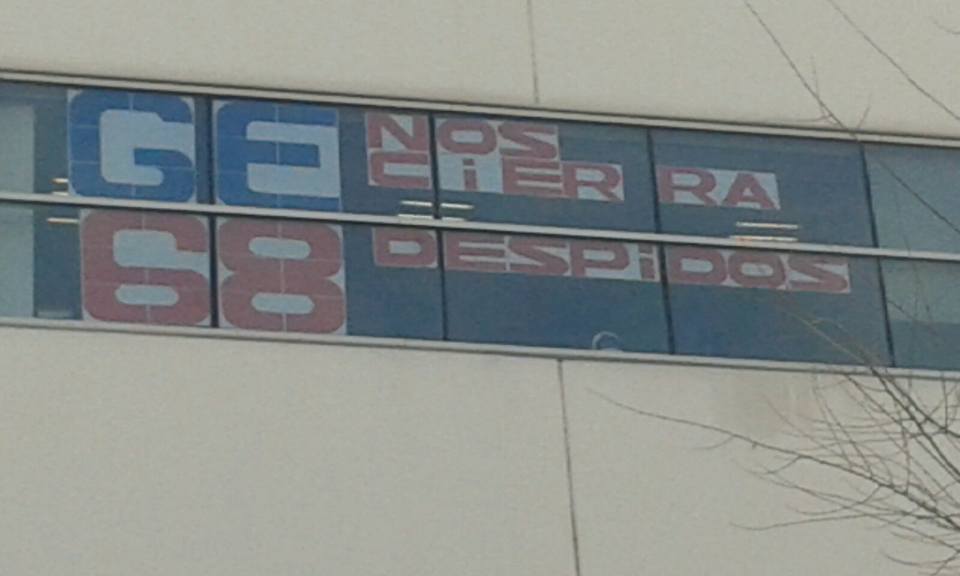 GE NOS
CiERRA
68 DESPiDOS